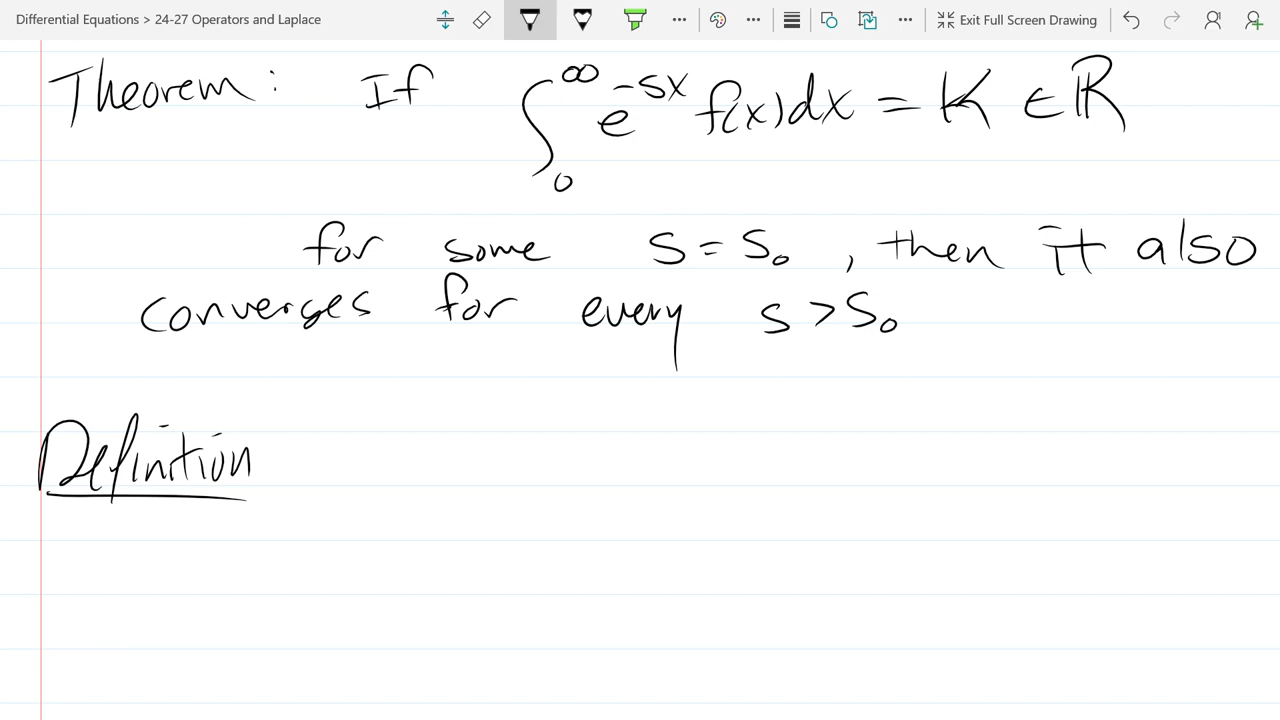 Differential Equations > 24-27 Operators and Laplace
Exit Full Screen Drawing
Theorem: If ∫₀^∞ e^{-sx} f(x)dx = K ∈ ℝ
for some s = s₀, then it also
converges for every s > s₀
Definition